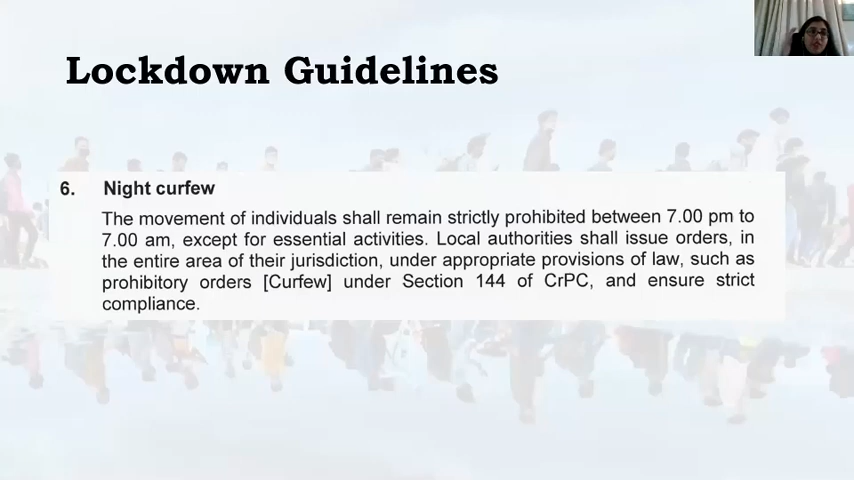 Lockdown Guidelines
6. Night curfew
The movement of individuals shall remain strictly prohibited between 7.00 pm to
7.00 am, except for essential activities. Local authorities shall issue orders, in
the entire area of their jurisdiction, under appropriate provisions of law, such as
prohibitory orders [Curfew] under Section 144 of CrPC, and ensure strict
compliance.